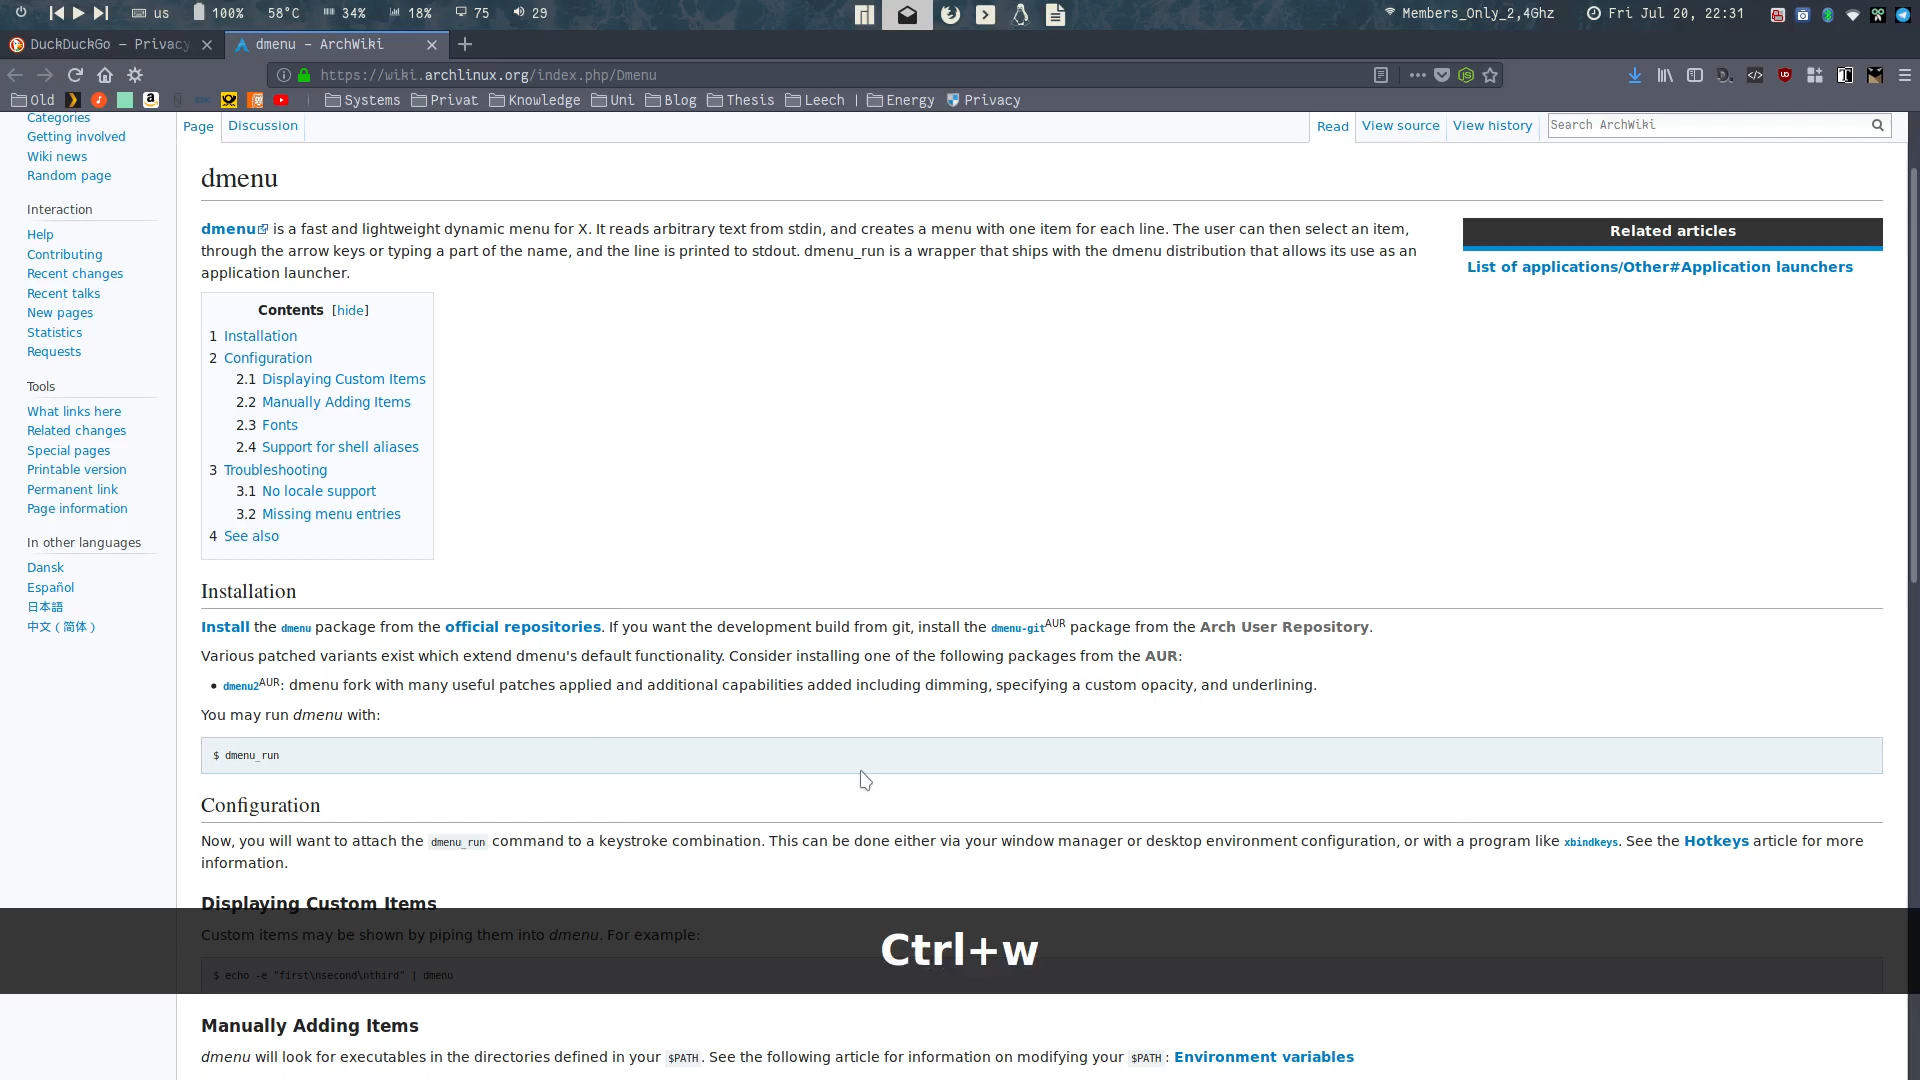 us 100% 58°C 34% 18% 75 29 Members_Only_2,4Ghz Fri Jul 20, 22:31
DuckDuckGo — Privacy dmenu - ArchWiki
https://wiki.archlinux.org/index.php/Dmenu
Old Systems Privat Knowledge Uni Blog Thesis Leech | Energy Privacy
Categories
Getting involved
Wiki news
Random page
Interaction
Help
Contributing
Recent changes
Recent talks
New pages
Statistics
Requests
Tools
What links here
Related changes
Special pages
Printable version
Permanent link
Page information
In other languages
Dansk
Español
日本語
中文（简体）
Page Discussion Read View source View history Search ArchWiki
dmenu
dmenu is a fast and lightweight dynamic menu for X. It reads arbitrary text from stdin, and creates a menu with one item for each line. The user can then select an item,
through the arrow keys or typing a part of the name, and the line is printed to stdout. dmenu_run is a wrapper that ships with the dmenu distribution that allows its use as an
application launcher.
Related articles
List of applications/Other#Application launchers
Contents [hide]
1 Installation
2 Configuration
2.1 Displaying Custom Items
2.2 Manually Adding Items
2.3 Fonts
2.4 Support for shell aliases
3 Troubleshooting
3.1 No locale support
3.2 Missing menu entries
4 See also
Installation
Install the dmenu package from the official repositories. If you want the development build from git, install the dmenu-gitAUR package from the Arch User Repository.
Various patched variants exist which extend dmenu's default functionality. Consider installing one of the following packages from the AUR:
• dmenu2AUR: dmenu fork with many useful patches applied and additional capabilities added including dimming, specifying a custom opacity, and underlining.
You may run dmenu with:
$ dmenu_run
Configuration
Now, you will want to attach the dmenu_run command to a keystroke combination. This can be done either via your window manager or desktop environment configuration, or with a program like xbindkeys. See the Hotkeys article for more
information.
Displaying Custom Items
Custom items may be shown by piping them into dmenu. For example:
Ctrl+w
$ echo -e "first\nsecond\nthird" | dmenu
Manually Adding Items
dmenu will look for executables in the directories defined in your $PATH. See the following article for information on modifying your $PATH: Environment variables